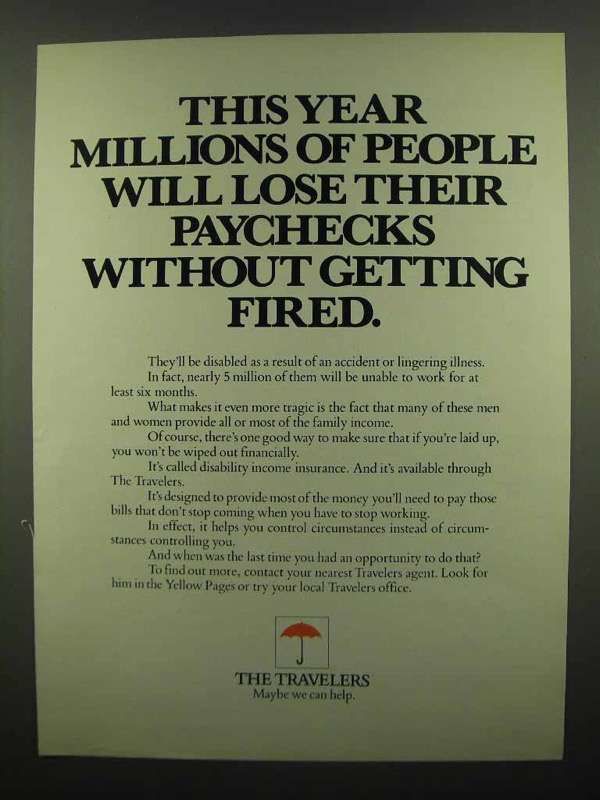 THIS YEAR
MILLIONS OF PEOPLE
WILL LOSE THEIR
PAYCHECKS
WITHOUT GETTING
FIRED.
They'll be disabled as a result of an accident or lingering illness.
In fact, nearly 5 million of them will be unable to work for at
least six months.
What makes it even more tragic is the fact that many of these men
and women provide all or most of the family income.
Of course, there's one good way to make sure that if you're laid up,
you won't be wiped out financially.
It's called disability income insurance. And it's available through
The Travelers.
It's designed to provide most of the money you'll need to pay those
bills that don't stop coming when you have to stop working.
In effect, it helps you control circumstances instead of circum-
stances controlling you.
And when was the last time you had an opportunity to do that?
To find out more, contact your nearest Travelers agent. Look for
him in the Yellow Pages or try your local Travelers office.
THE TRAVELERS
Maybe we can help.